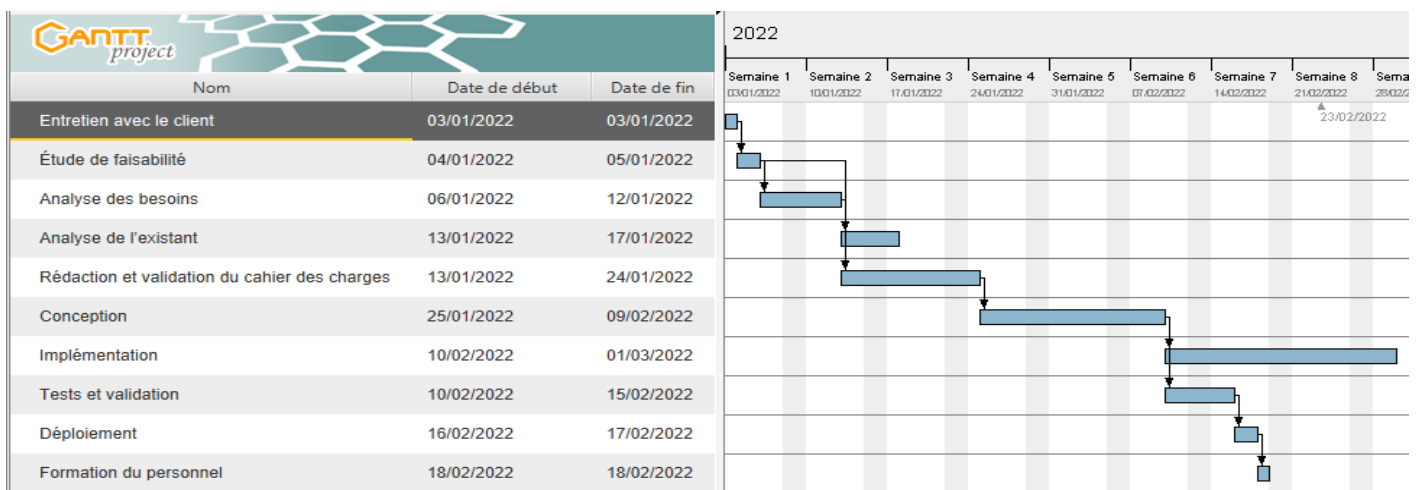 GANTT
project
2022
Semaine 1 Semaine 2 Semaine 3 Semaine 4 Semaine 5 Semaine 6 Semaine 7 Semaine 8 Sema
03/01/2022 10/01/2022 17/01/2022 24/01/2022 31/01/2022 07/02/2022 14/02/2022 21/02/2022 28/02/2
23/02/2022
Nom Date de début Date de fin
Entretien avec le client 03/01/2022 03/01/2022
Étude de faisabilité 04/01/2022 05/01/2022
Analyse des besoins 06/01/2022 12/01/2022
Analyse de l'existant 13/01/2022 17/01/2022
Rédaction et validation du cahier des charges 13/01/2022 24/01/2022
Conception 25/01/2022 09/02/2022
Implémentation 10/02/2022 01/03/2022
Tests et validation 10/02/2022 15/02/2022
Déploiement 16/02/2022 17/02/2022
Formation du personnel 18/02/2022 18/02/2022